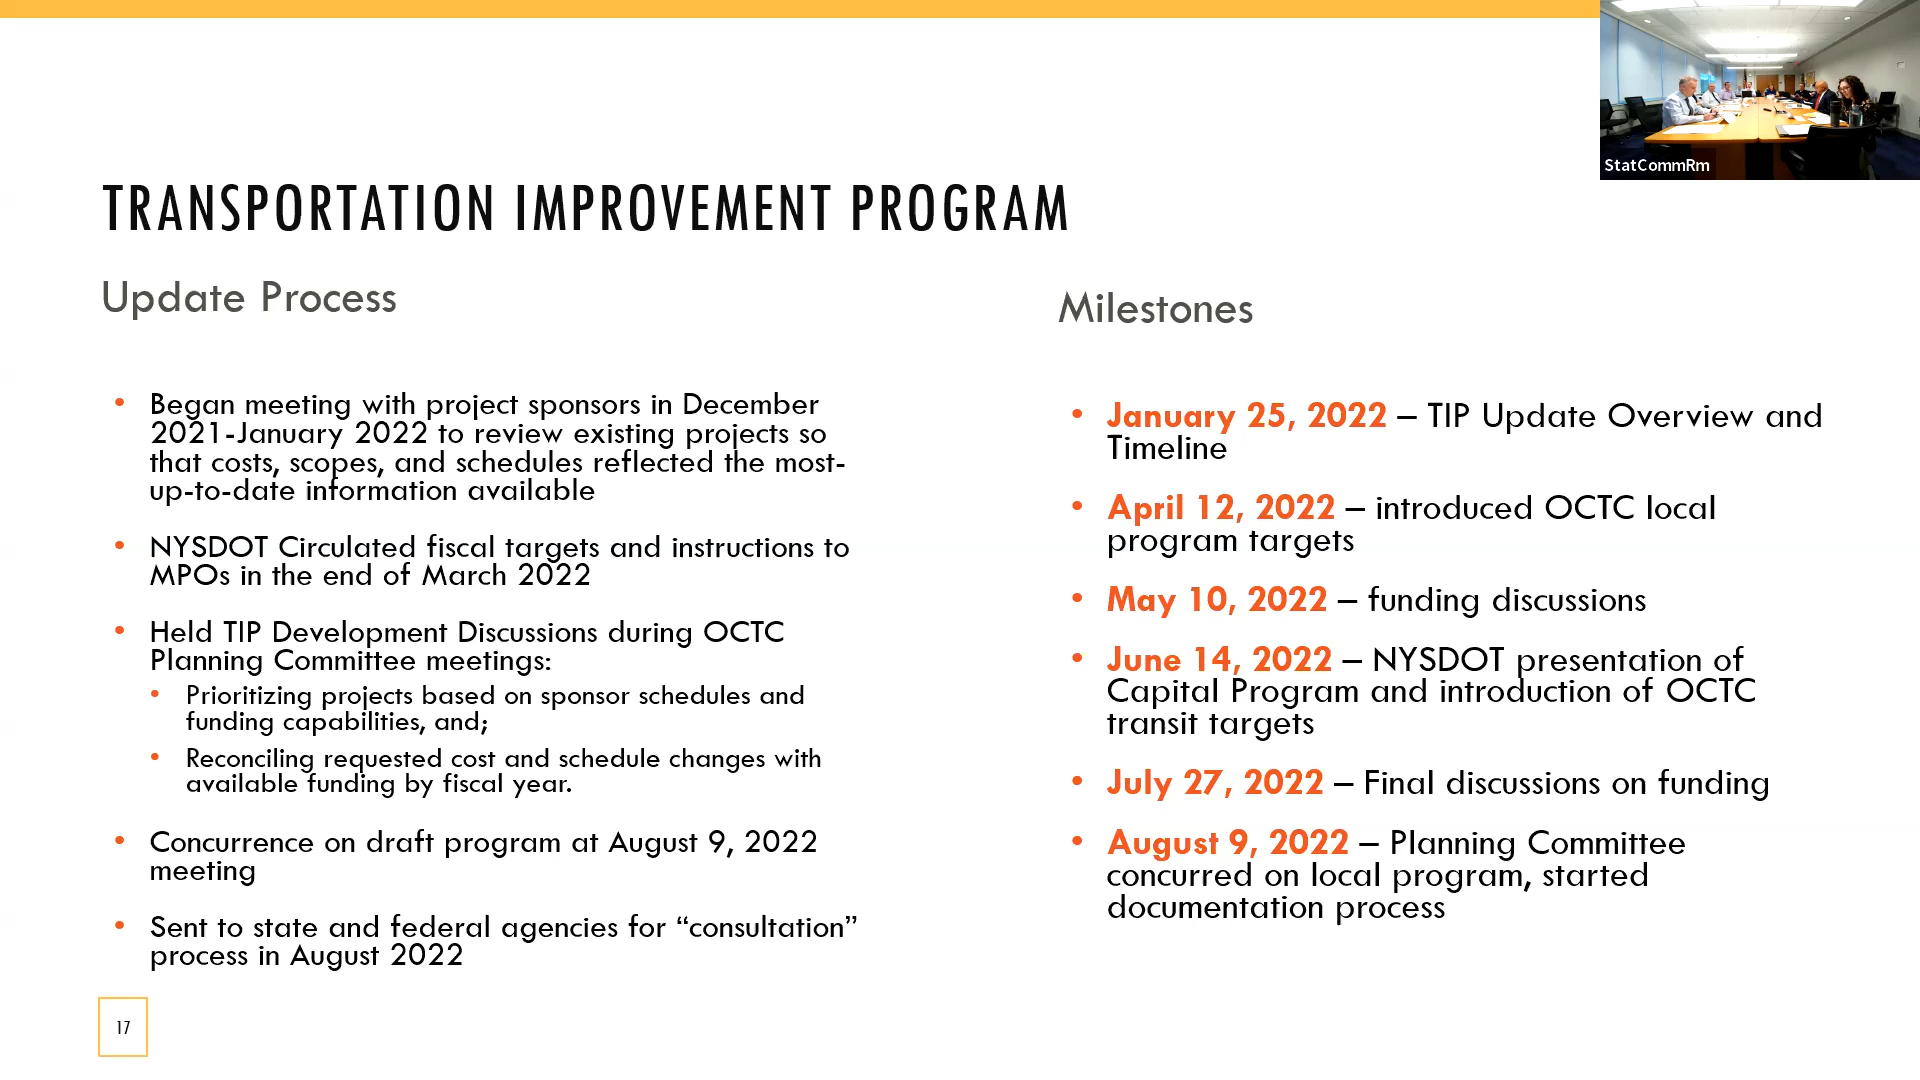 StatCommRm
TRANSPORTATION IMPROVEMENT PROGRAM
Update Process
• Began meeting with project sponsors in December
2021-January 2022 to review existing projects so
that costs, scopes, and schedules reflected the most-
up-to-date information available
• NYSDOT Circulated fiscal targets and instructions to
MPOs in the end of March 2022
• Held TIP Development Discussions during OCTC
Planning Committee meetings:
• Prioritizing projects based on sponsor schedules and
funding capabilities, and;
• Reconciling requested cost and schedule changes with
available funding by fiscal year.
• Concurrence on draft program at August 9, 2022
meeting
• Sent to state and federal agencies for “consultation”
process in August 2022
Milestones
• January 25, 2022 – TIP Update Overview and
Timeline
• April 12, 2022 – introduced OCTC local
program targets
• May 10, 2022 – funding discussions
• June 14, 2022 – NYSDOT presentation of
Capital Program and introduction of OCTC
transit targets
• July 27, 2022 – Final discussions on funding
• August 9, 2022 – Planning Committee
concurred on local program, started
documentation process
17